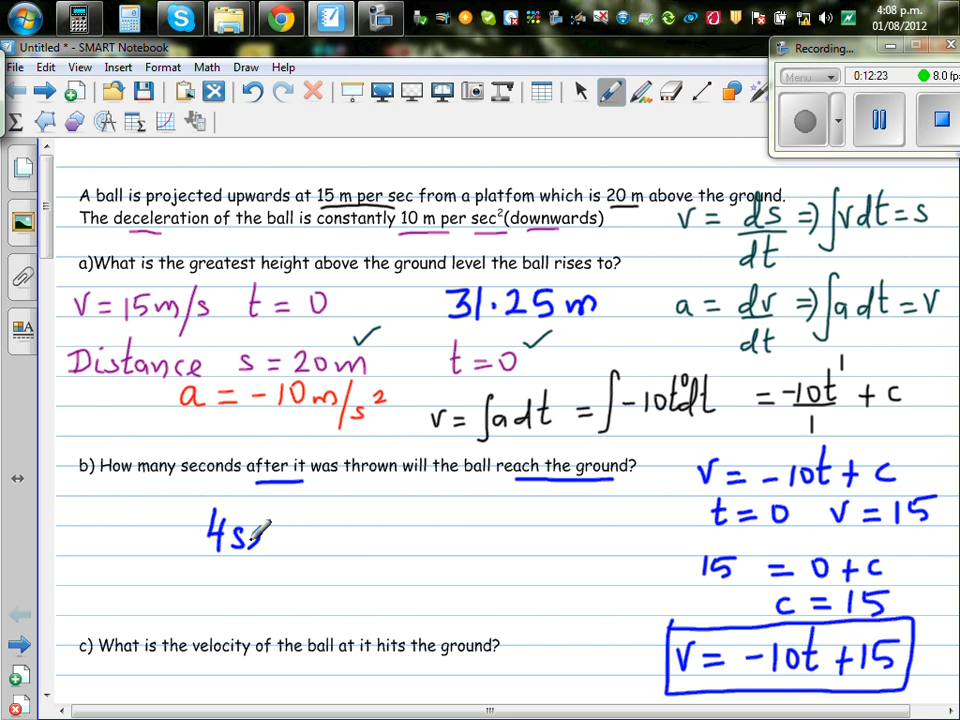 4:08 p.m.
01/08/2012
Untitled * - SMART Notebook
Recording...
File Edit View Insert Format Math Draw Help
Menu
0:12:23
8.0 fp
A ball is projected upwards at 15 m per sec from a platfom which is 20 m above the ground.
The deceleration of the ball is constantly 10 m per sec²(downwards)
v = ds/dt => ∫vdt = s
a)What is the greatest height above the ground level the ball rises to?
v = 15m/s t = 0
31.25m
a = dv/dt => ∫a dt = v
Distance s = 20m ✓ t = 0 ✓
a = -10m/s²
v = ∫a dt = ∫-10t⁰dt = -10t¹/1 + c
b) How many seconds after it was thrown will the ball reach the ground?
v = -10t + c
t = 0 v = 15
4s
15 = 0 + c
c = 15
c) What is the velocity of the ball at it hits the ground?
v = -10t + 15